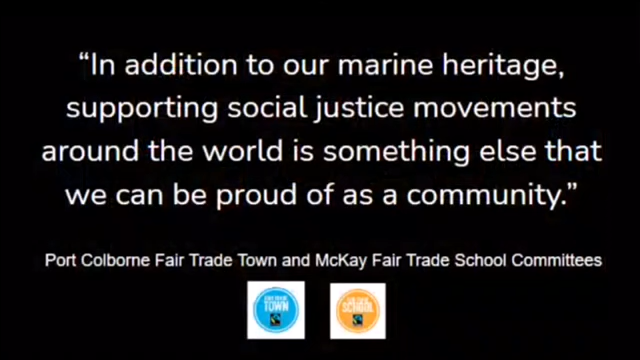 “In addition to our marine heritage,
supporting social justice movements
around the world is something else that
we can be proud of as a community.”
Port Colborne Fair Trade Town and McKay Fair Trade School Committees
TOWN
SCHOOL